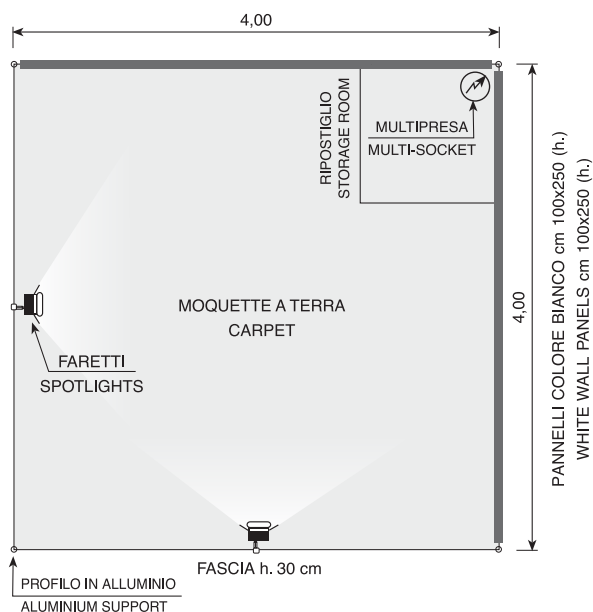 4,00
RIPOSTIGLIO
STORAGE ROOM
MULTIPRESA
MULTI-SOCKET
MOQUETTE A TERRA
CARPET
4,00
PANNELLI COLORE BIANCO cm 100x250 (h.)
WHITE WALL PANELS cm 100x250 (h.)
FARETTI
SPOTLIGHTS
FASCIA h. 30 cm
PROFILO IN ALLUMINIO
ALUMINIUM SUPPORT